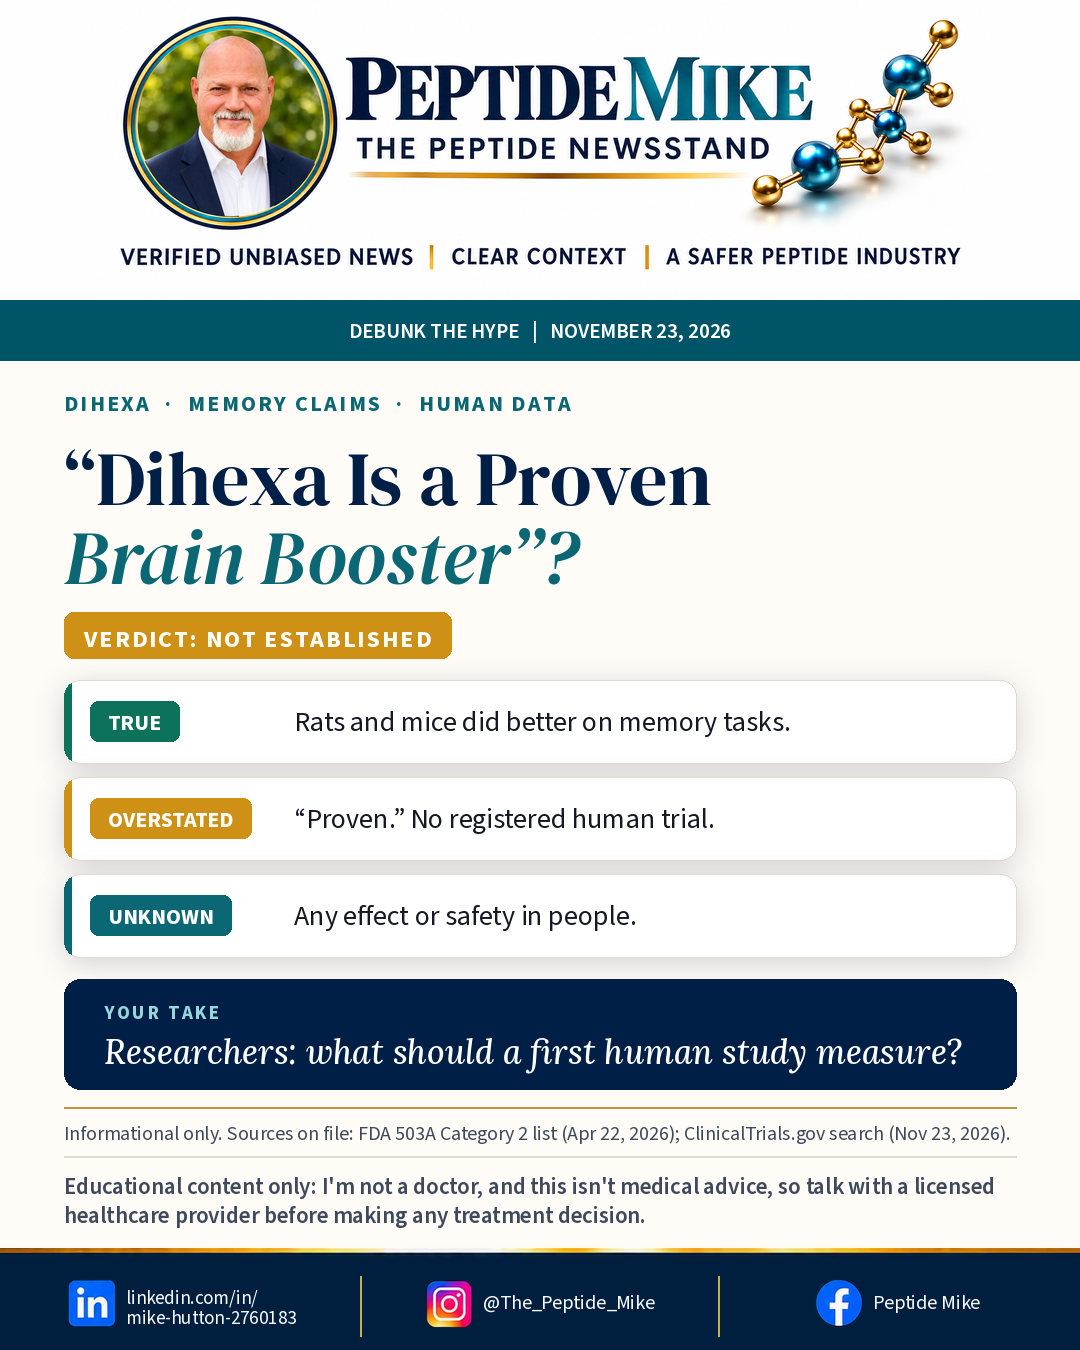 PEPTIDEMIKE
THE PEPTIDE NEWSSTAND
VERIFIED UNBIASED NEWS | CLEAR CONTEXT | A SAFER PEPTIDE INDUSTRY
DEBUNK THE HYPE | NOVEMBER 23, 2026
DIHEXA · MEMORY CLAIMS · HUMAN DATA
“Dihexa Is a Proven
Brain Booster”?
VERDICT: NOT ESTABLISHED
TRUE Rats and mice did better on memory tasks.
OVERSTATED “Proven.” No registered human trial.
UNKNOWN Any effect or safety in people.
YOUR TAKE
Researchers: what should a first human study measure?
Informational only. Sources on file: FDA 503A Category 2 list (Apr 22, 2026); ClinicalTrials.gov search (Nov 23, 2026).
Educational content only: I'm not a doctor, and this isn't medical advice, so talk with a licensed
healthcare provider before making any treatment decision.
in linkedin.com/in/
mike-hutton-2760183
@The_Peptide_Mike
f Peptide Mike